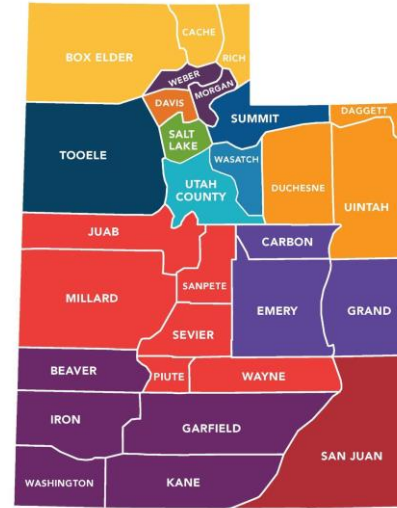 CACHE
BOX ELDER
RICH
WEBER
MORGAN
DAVIS
SUMMIT
DAGGETT
SALT
LAKE
TOOELE
WASATCH
UTAH
COUNTY
DUCHESNE
UINTAH
JUAB
CARBON
SANPETE
MILLARD
EMERY
GRAND
SEVIER
BEAVER
PIUTE
WAYNE
IRON
GARFIELD
SAN JUAN
WASHINGTON
KANE